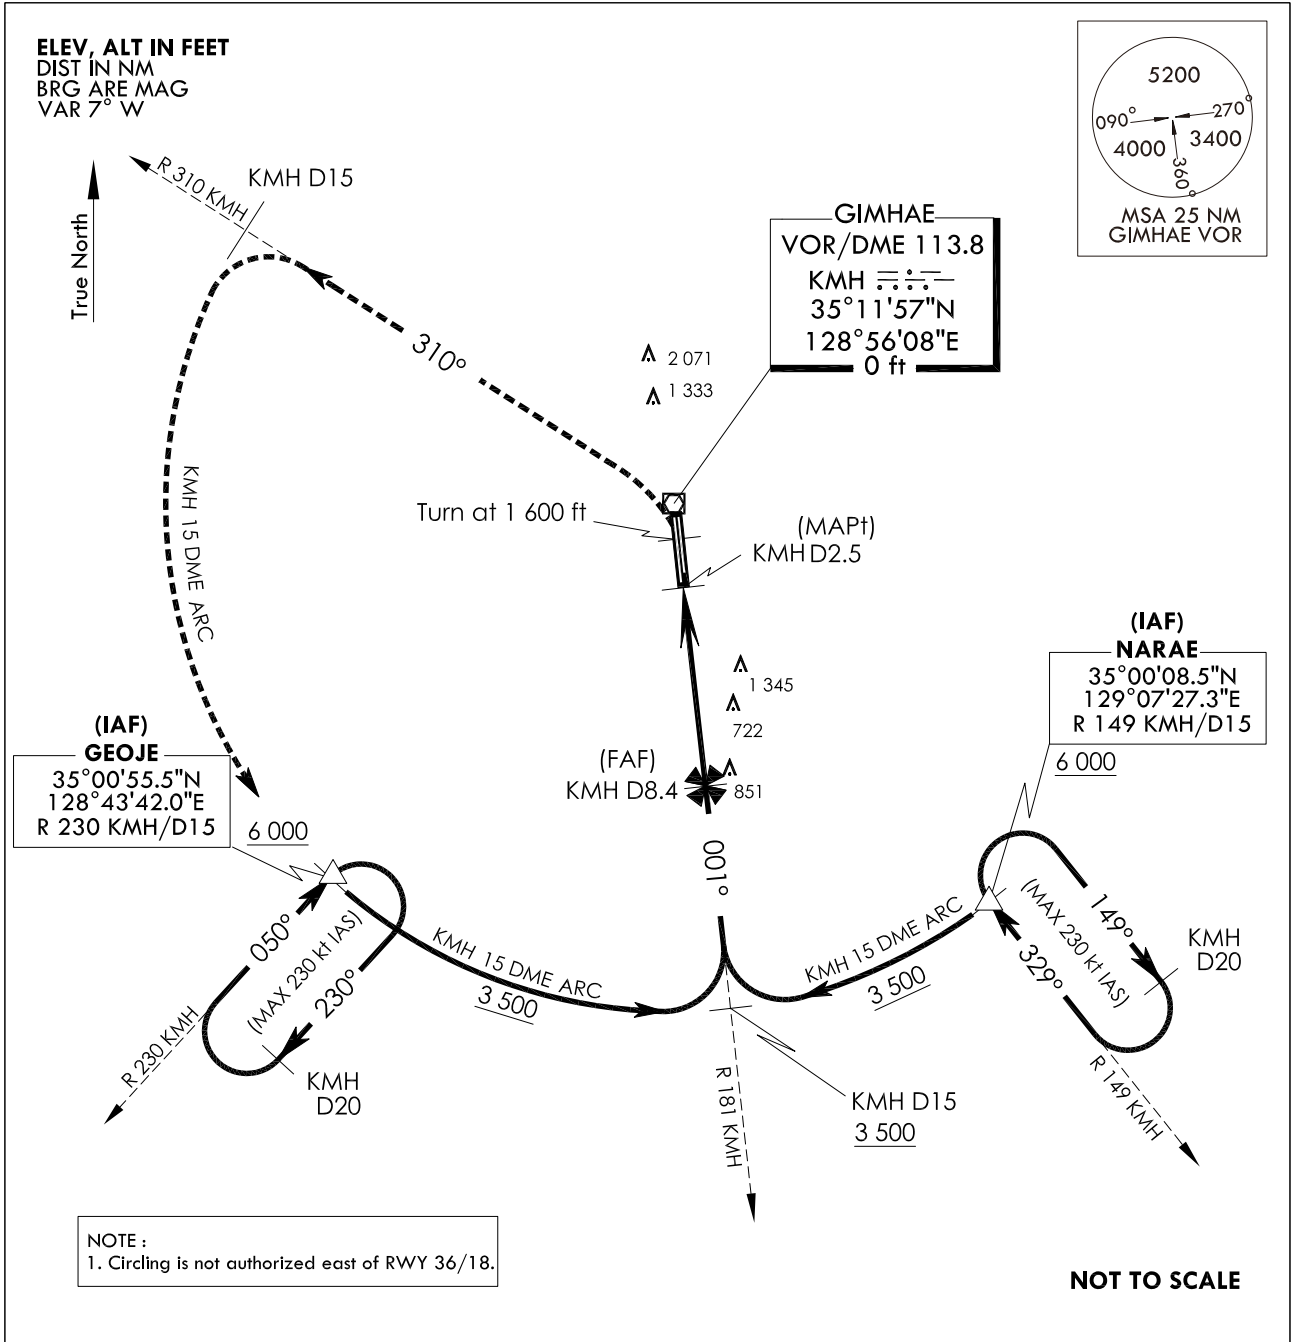 ELEV, ALT IN FEET
DIST IN NM
BRG ARE MAG
VAR 7° W
5200
090°
270°
4000
3400
360°
MSA 25 NM
GIMHAE VOR
True North
R 310 KMH
KMH D15
310°
KMH 15 DME ARC
GIMHAE
VOR/DME 113.8
KMH
35°11'57"N
128°56'08"E
0 ft
2 071
1 333
Turn at 1 600 ft
(MAPt)
KMH D2.5
1 345
722
851
(FAF)
KMH D8.4
001°
(IAF)
NARAE
35°00'08.5"N
129°07'27.3"E
R 149 KMH/D15
6 000
(IAF)
GEOJE
35°00'55.5"N
128°43'42.0"E
R 230 KMH/D15
6 000
050°
(MAX 230 kt IAS)
230°
R 230 KMH
KMH
D20
KMH 15 DME ARC
3 500
KMH 15 DME ARC
3 500
149°
(MAX 230 kt IAS)
329°
KMH
D20
R 149 KMH
R 181 KMH
KMH D15
3 500
NOTE :
1. Circling is not authorized east of RWY 36/18.
NOT TO SCALE